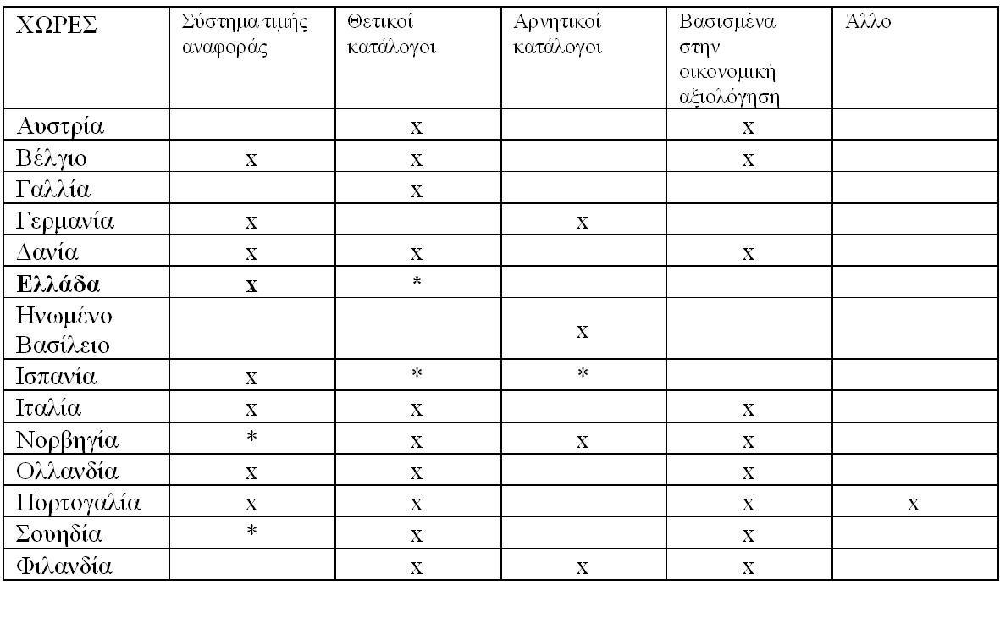 ΧΩΡΕΣ Σύστημα τιμής Θετικοί Αρνητικοί Βασισμένα Άλλο
αναφοράς κατάλογοι κατάλογοι στην
οικονομική
αξιολόγηση
Αυστρία x x
Βέλγιο x x x
Γαλλία x
Γερμανία x x
Δανία x x x
Ελλάδα x *
Ηνωμένο
Βασίλειο x
Ισπανία x * *
Ιταλία x x x
Νορβηγία * x x x
Ολλανδία x x x
Πορτογαλία x x x x
Σουηδία * x x
Φιλανδία x x x